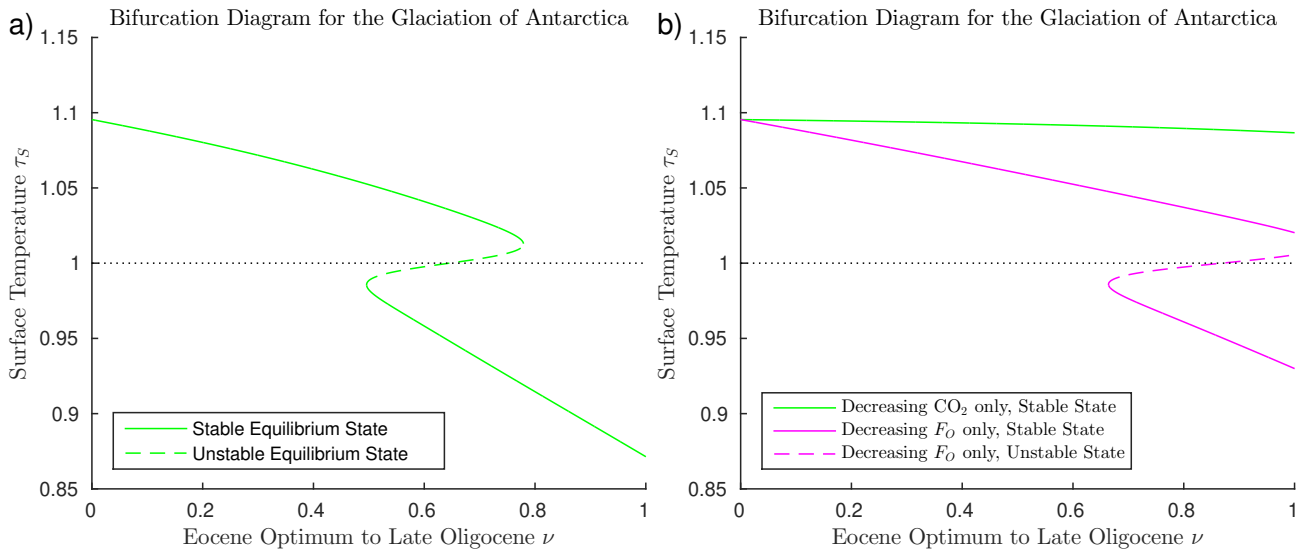 a)
Bifurcation Diagram for the Glaciation of Antarctica
1.15
1.1
1.05
1
0.95
0.9
0.85
Surface Temperature τ_S
Stable Equilibrium State
Unstable Equilibrium State
0
0.2
0.4
0.6
0.8
1
Eocene Optimum to Late Oligocene ν
b)
Bifurcation Diagram for the Glaciation of Antarctica
1.15
1.1
1.05
1
0.95
0.9
0.85
Surface Temperature τ_S
Decreasing CO₂ only, Stable State
Decreasing F_O only, Stable State
Decreasing F_O only, Unstable State
0
0.2
0.4
0.6
0.8
1
Eocene Optimum to Late Oligocene ν